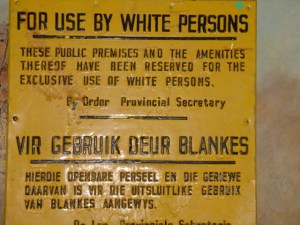 FOR USE BY WHITE PERSONS
THESE PUBLIC PREMISES AND THE AMENITIES
THEREOF HAVE BEEN RESERVED FOR THE
EXCLUSIVE USE OF WHITE PERSONS.
By Order Provincial Secretary
VIR GEBRUIK DEUR BLANKES
HIERDIE OPENBARE PERSEEL EN DIE GERIEWE
DAARVAN IS VIR DIE UITSLUITLIKE GEBRUIK
VAN BLANKES AANGEWYS.
Provinsiale